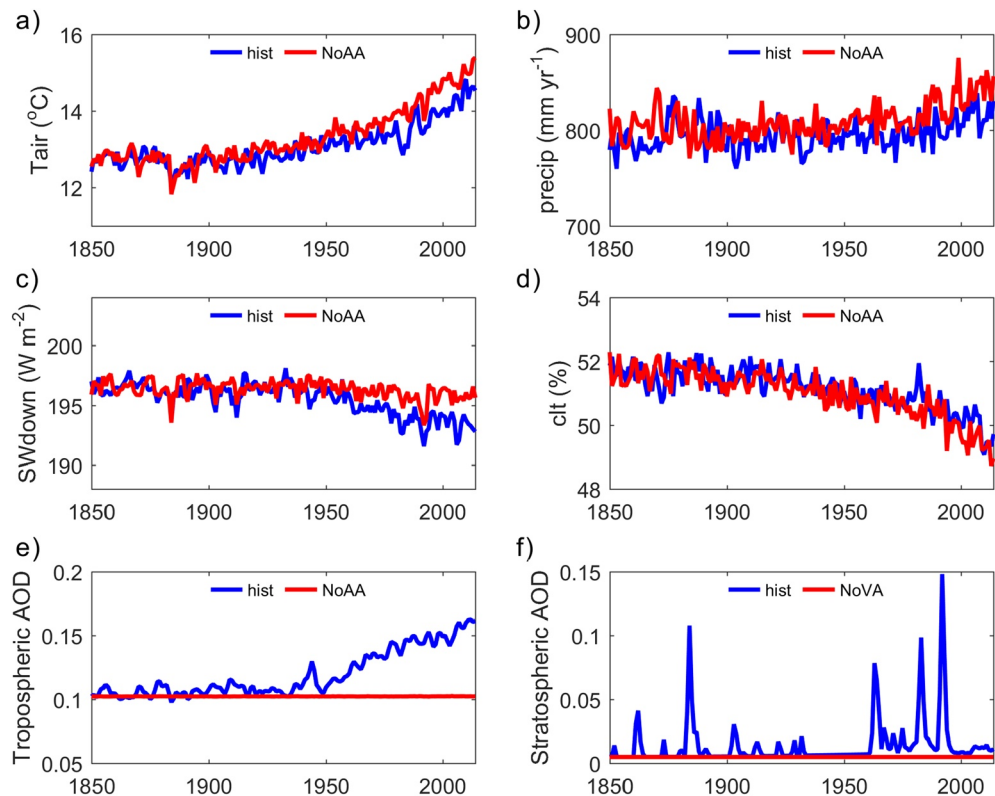 a)
16
14
12
Tair (°C)
hist NoAA
1850 1900 1950 2000
b)
900
800
700
precip (mm yr-1)
hist NoAA
1850 1900 1950 2000
c)
200
195
190
SWdown (W m-2)
hist NoAA
1850 1900 1950 2000
d)
54
52
50
48
clt (%)
hist NoAA
1850 1900 1950 2000
e)
0.2
0.15
0.1
0.05
Tropospheric AOD
hist NoAA
1850 1900 1950 2000
f)
0.15
0.1
0.05
0
Stratospheric AOD
hist NoVA
1850 1900 1950 2000